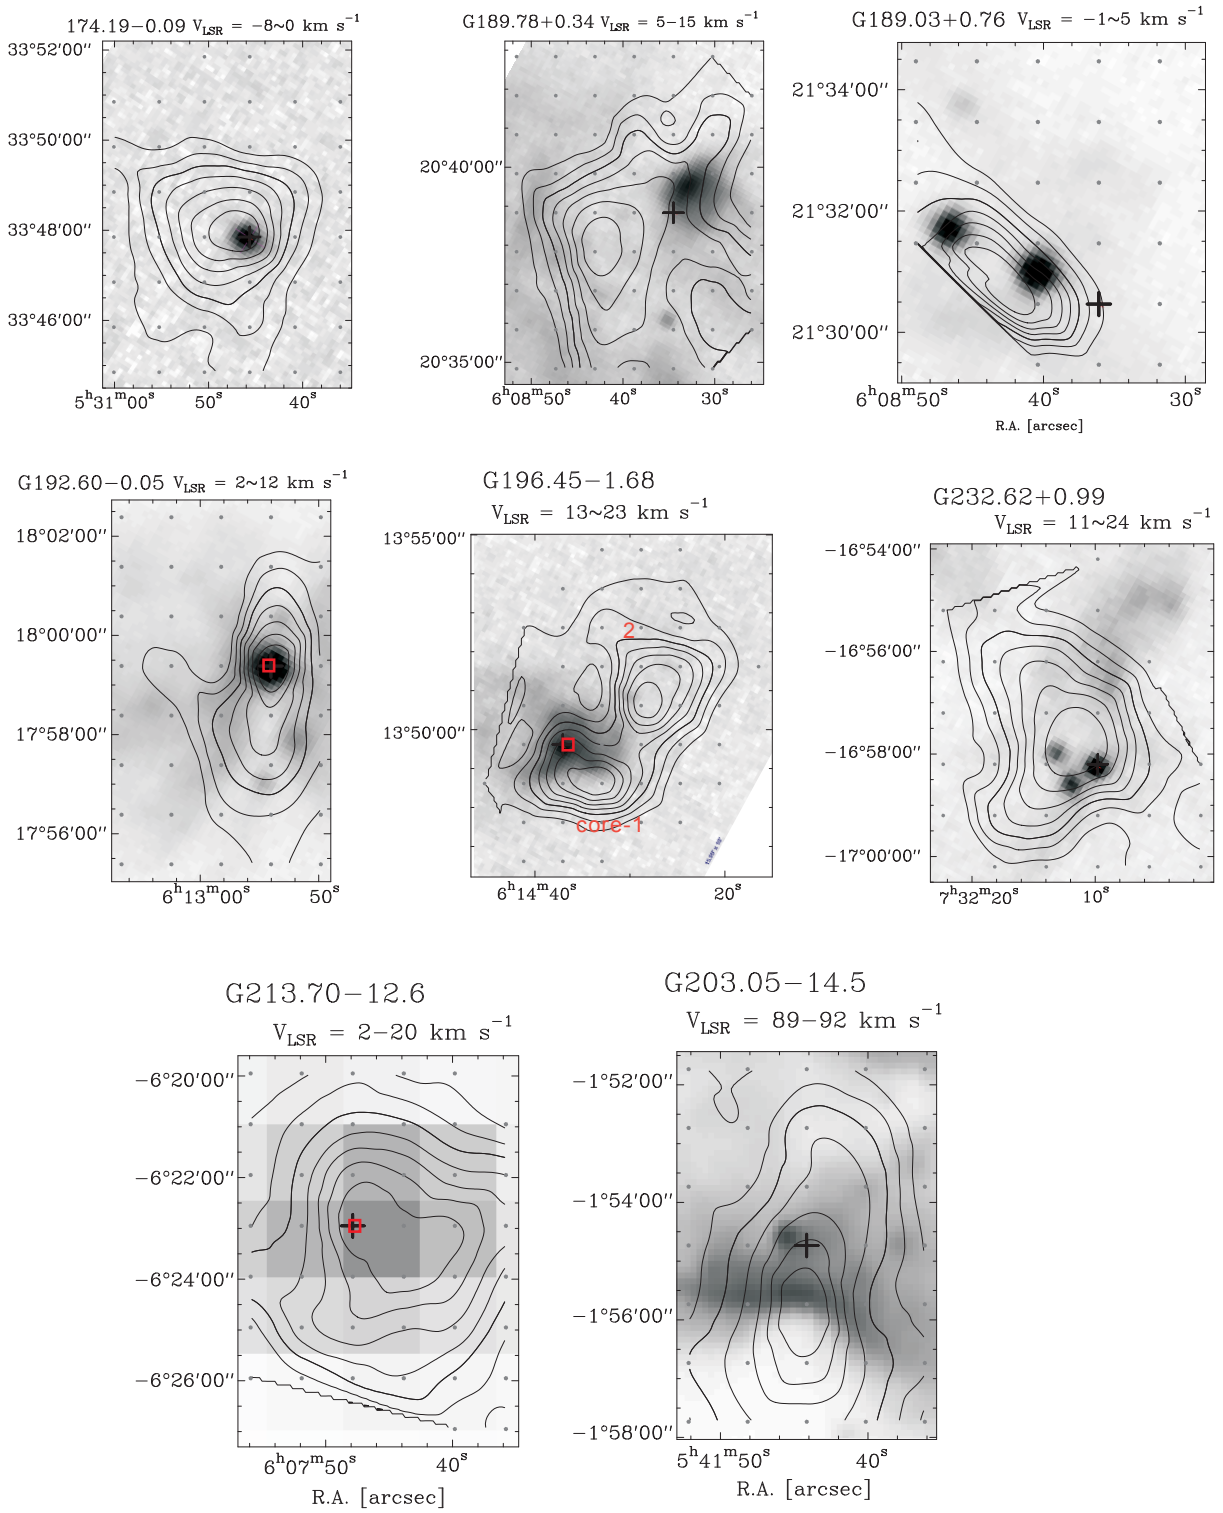 174.19−0.09 V_LSR = −8~0 km s⁻¹
33°52′00″
33°50′00″
33°48′00″
33°46′00″
5ʰ31ᵐ00ˢ 50ˢ 40ˢ
G189.78+0.34 V_LSR = 5−15 km s⁻¹
20°40′00″
20°35′00″
6ʰ08ᵐ50ˢ 40ˢ 30ˢ
G189.03+0.76 V_LSR = −1~5 km s⁻¹
21°34′00″
21°32′00″
21°30′00″
6ʰ08ᵐ50ˢ 40ˢ 30ˢ
R.A. [arcsec]
G192.60−0.05 V_LSR = 2~12 km s⁻¹
18°02′00″
18°00′00″
17°58′00″
17°56′00″
6ʰ13ᵐ00ˢ 50ˢ
G196.45−1.68
V_LSR = 13~23 km s⁻¹
13°55′00″
2
13°50′00″
core-1
6ʰ14ᵐ40ˢ 20ˢ
G232.62+0.99
V_LSR = 11~24 km s⁻¹
−16°54′00″
−16°56′00″
−16°58′00″
−17°00′00″
7ʰ32ᵐ20ˢ 10ˢ
G213.70−12.6
V_LSR = 2−20 km s⁻¹
−6°20′00″
−6°22′00″
−6°24′00″
−6°26′00″
6ʰ07ᵐ50ˢ 40ˢ
R.A. [arcsec]
G203.05−14.5
V_LSR = 89−92 km s⁻¹
−1°52′00″
−1°54′00″
−1°56′00″
−1°58′00″
5ʰ41ᵐ50ˢ 40ˢ
R.A. [arcsec]